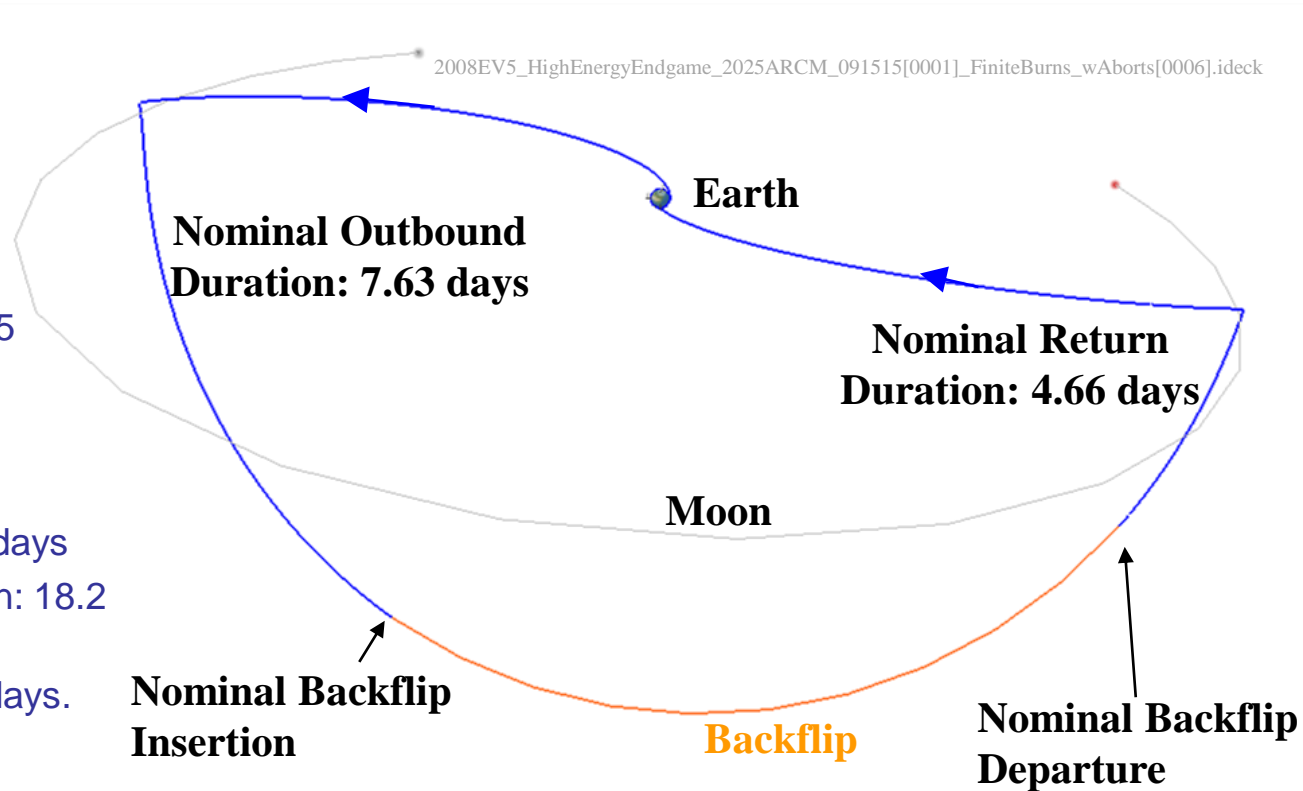 2008EV5_HighEnergyEndgame_2025ARCM_091515[0001]_FiniteBurns_wAborts[0006].ideck
Earth
Nominal Outbound
Duration: 7.63 days
5
Nominal Return
Duration: 4.66 days
Moon
days
n: 18.2
days.
Nominal Backflip
Insertion
Backflip
Nominal Backflip
Departure